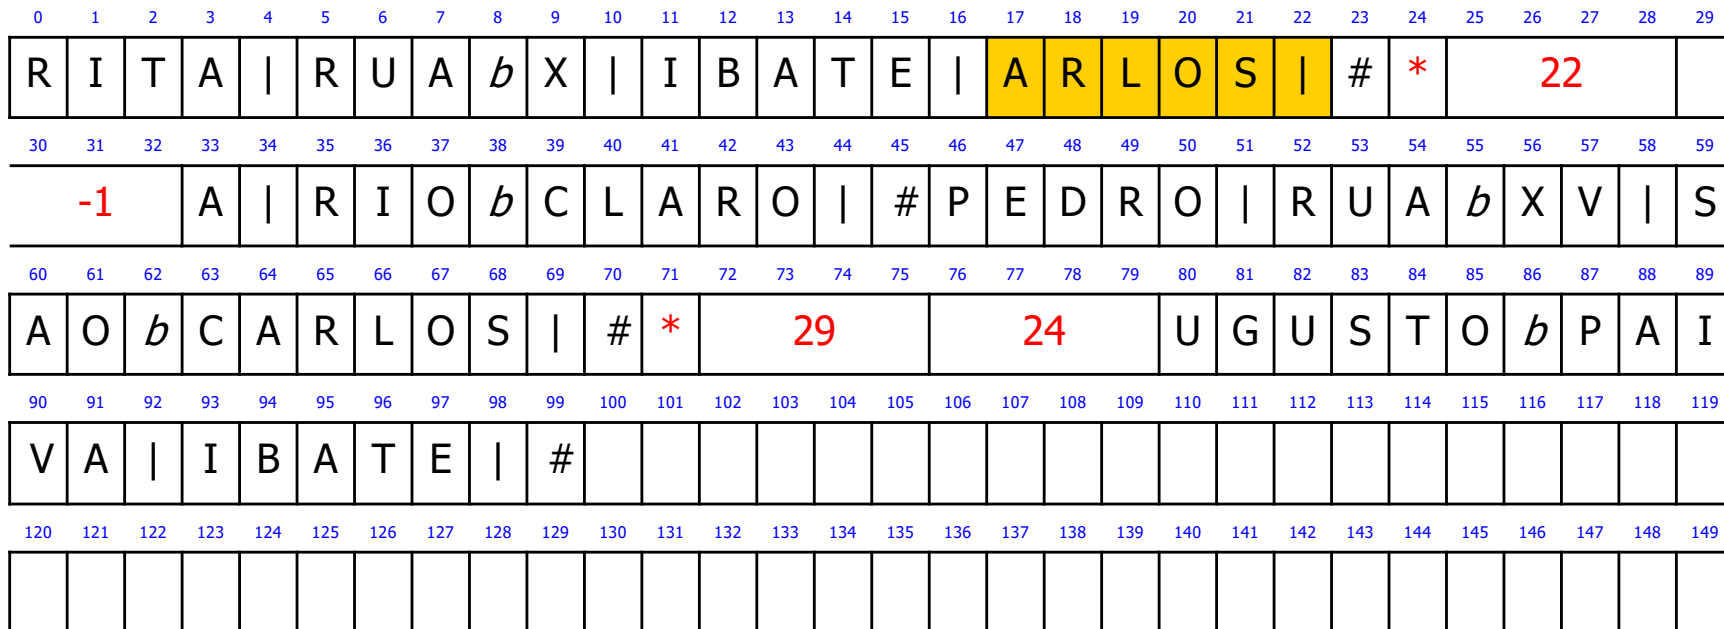 0 1 2 3 4 5 6 7 8 9 10 11 12 13 14 15 16 17 18 19 20 21 22 23 24 25 26 27 28 29
R I T A | R U A b X | I B A T E | A R L O S | # * 22
30 31 32 33 34 35 36 37 38 39 40 41 42 43 44 45 46 47 48 49 50 51 52 53 54 55 56 57 58 59
-1 A | R I O b C L A R O | # P E D R O | R U A b X V | S
60 61 62 63 64 65 66 67 68 69 70 71 72 73 74 75 76 77 78 79 80 81 82 83 84 85 86 87 88 89
A O b C A R L O S | # * 29 24 U G U S T O b P A I
90 91 92 93 94 95 96 97 98 99 100 101 102 103 104 105 106 107 108 109 110 111 112 113 114 115 116 117 118 119
V A | I B A T E | #
120 121 122 123 124 125 126 127 128 129 130 131 132 133 134 135 136 137 138 139 140 141 142 143 144 145 146 147 148 149